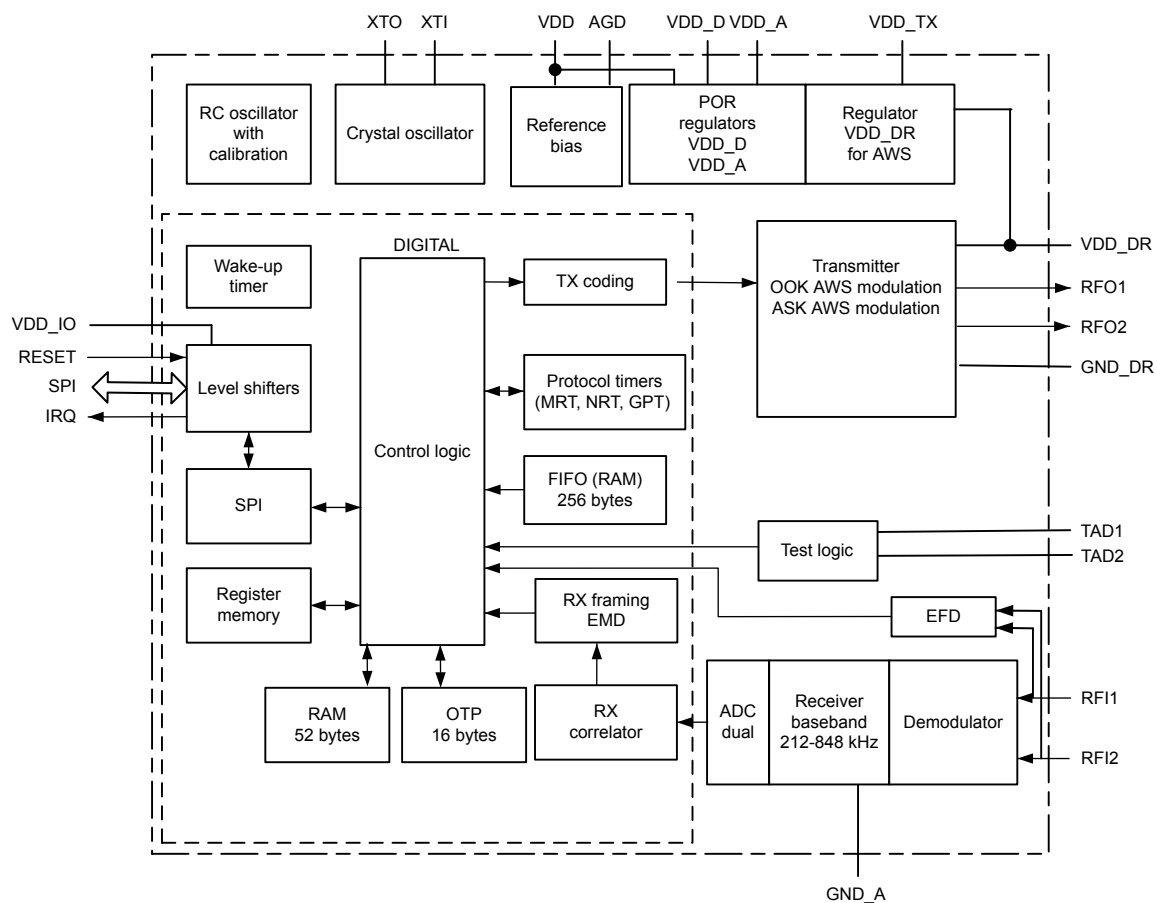 XTO
XTI
VDD
AGD
VDD_D
VDD_A
VDD_TX
RC oscillator
with
calibration
Crystal oscillator
Reference
bias
POR
regulators
VDD_D
VDD_A
Regulator
VDD_DR
for AWS
DIGITAL
Wake-up
timer
TX coding
Transmitter
OOK AWS modulation
ASK AWS modulation
VDD_DR
RFO1
RFO2
GND_DR
VDD_IO
RESET
SPI
IRQ
Level shifters
Control logic
Protocol timers
(MRT, NRT, GPT)
SPI
FIFO (RAM)
256 bytes
Test logic
TAD1
TAD2
Register
memory
RX framing
EMD
EFD
RAM
52 bytes
OTP
16 bytes
RX
correlator
ADC
dual
Receiver
baseband
212-848 kHz
Demodulator
RFI1
RFI2
GND_A